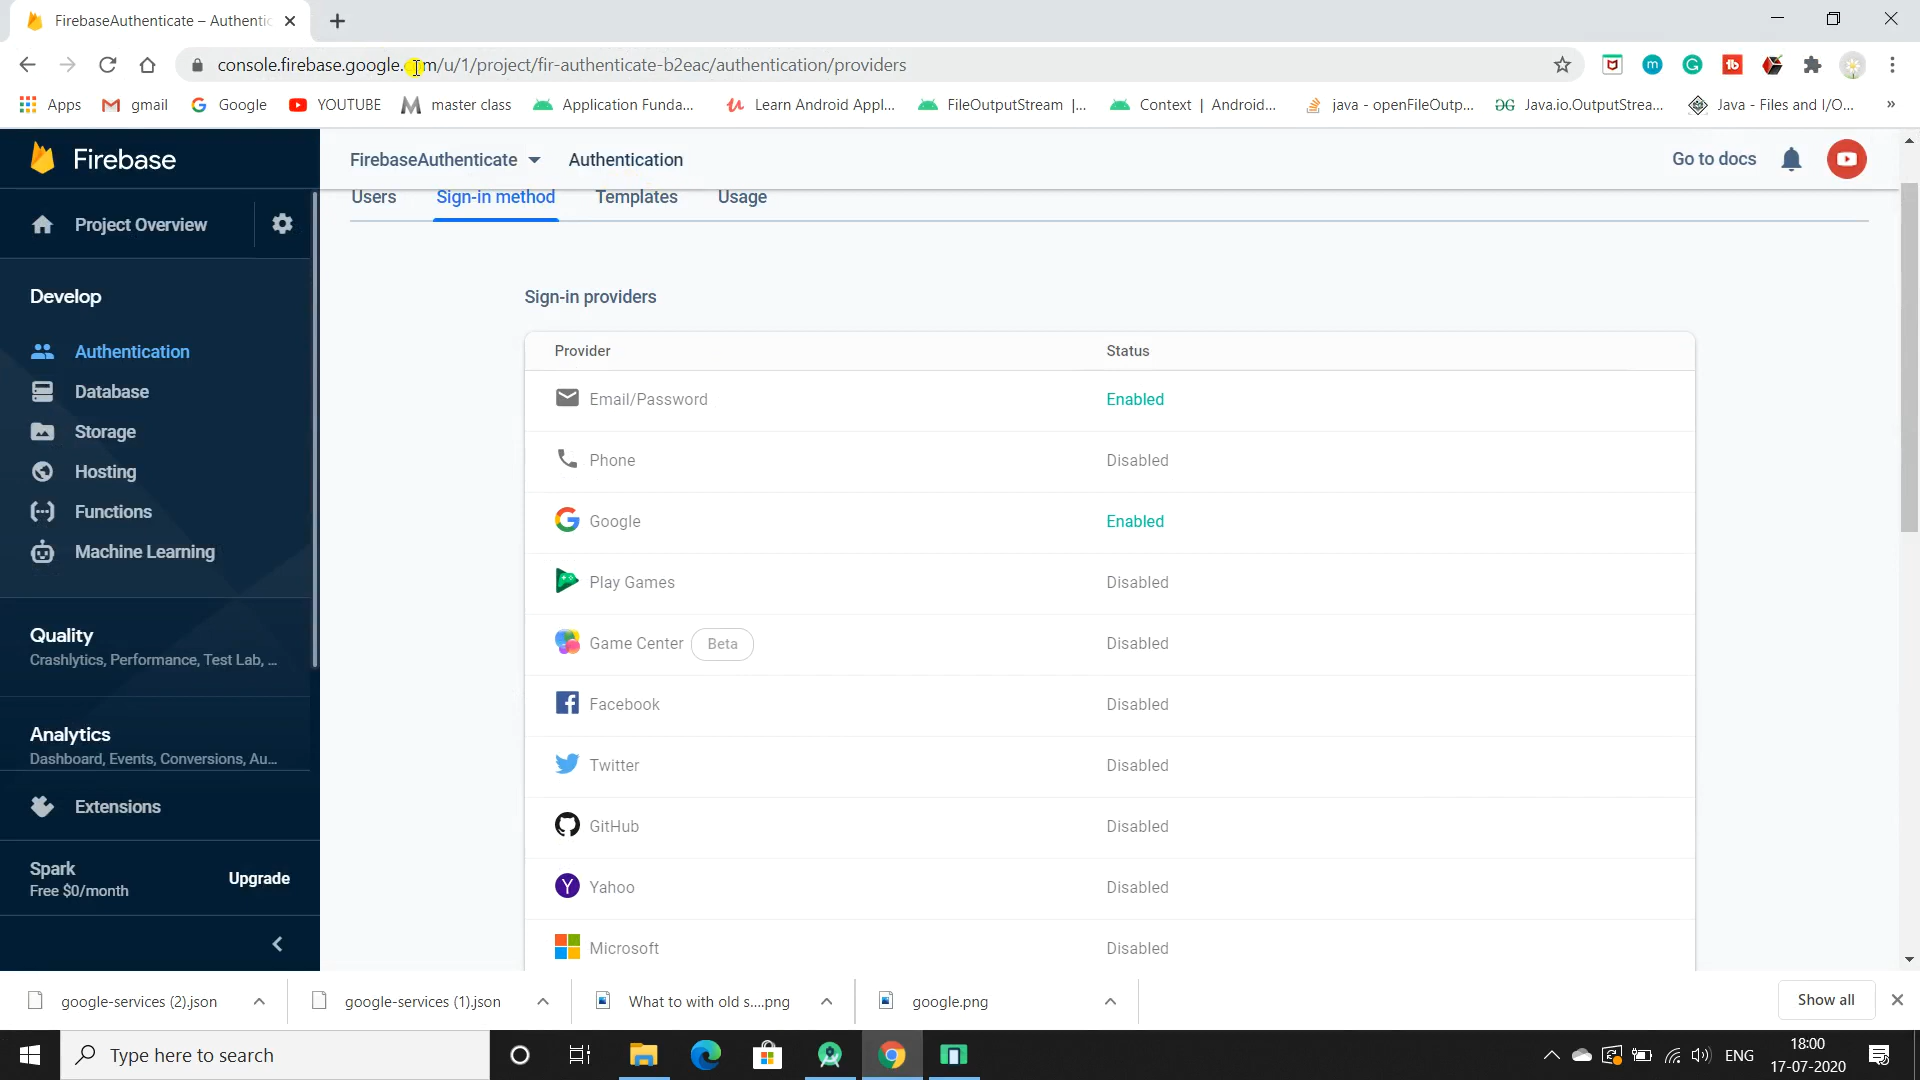 FirebaseAuthenticate – Authentic
console.firebase.google.com/u/1/project/fir-authenticate-b2eac/authentication/providers
Apps gmail Google YOUTUBE master class Application Funda... Learn Android Appl... FileOutputStream |... Context | Android... java - openFileOutp... Java.io.OutputStrea... Java - Files and I/O... »
Firebase
FirebaseAuthenticate Authentication Go to docs
Users Sign-in method Templates Usage
Project Overview
Develop
Authentication
Database
Storage
Hosting
Functions
Machine Learning
Quality
Crashlytics, Performance, Test Lab, ...
Analytics
Dashboard, Events, Conversions, Au...
Extensions
Spark
Free $0/month
Upgrade
Sign-in providers
Provider Status
Email/Password Enabled
Phone Disabled
Google Enabled
Play Games Disabled
Game Center Beta Disabled
Facebook Disabled
Twitter Disabled
GitHub Disabled
Yahoo Disabled
Microsoft Disabled
google-services (2).json google-services (1).json What to with old s....png google.png Show all
Type here to search
ENG
18:00
17-07-2020